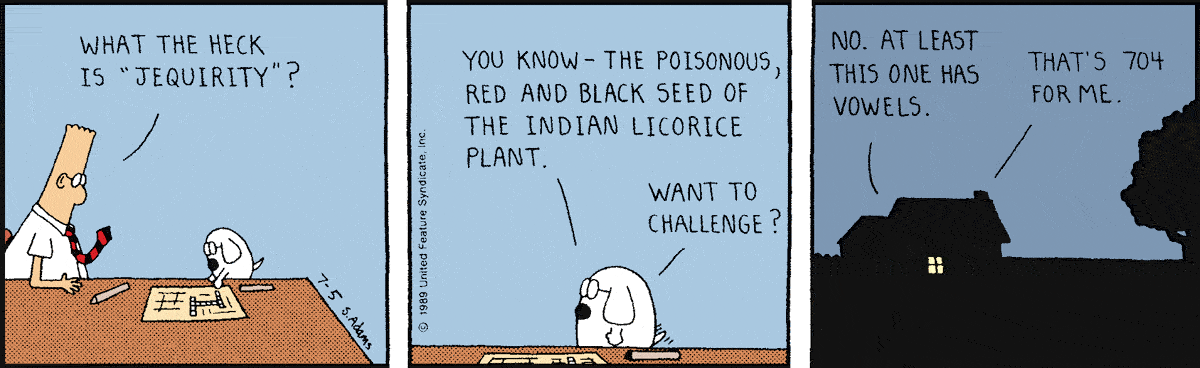 WHAT THE HECK
IS "JEQUIRITY"?
7-5 S.Adams
© 1989 United Feature Syndicate, Inc.
YOU KNOW - THE POISONOUS,
RED AND BLACK SEED OF
THE INDIAN LICORICE
PLANT.
WANT TO
CHALLENGE?
NO. AT LEAST
THIS ONE HAS
VOWELS.
THAT'S 704
FOR ME.